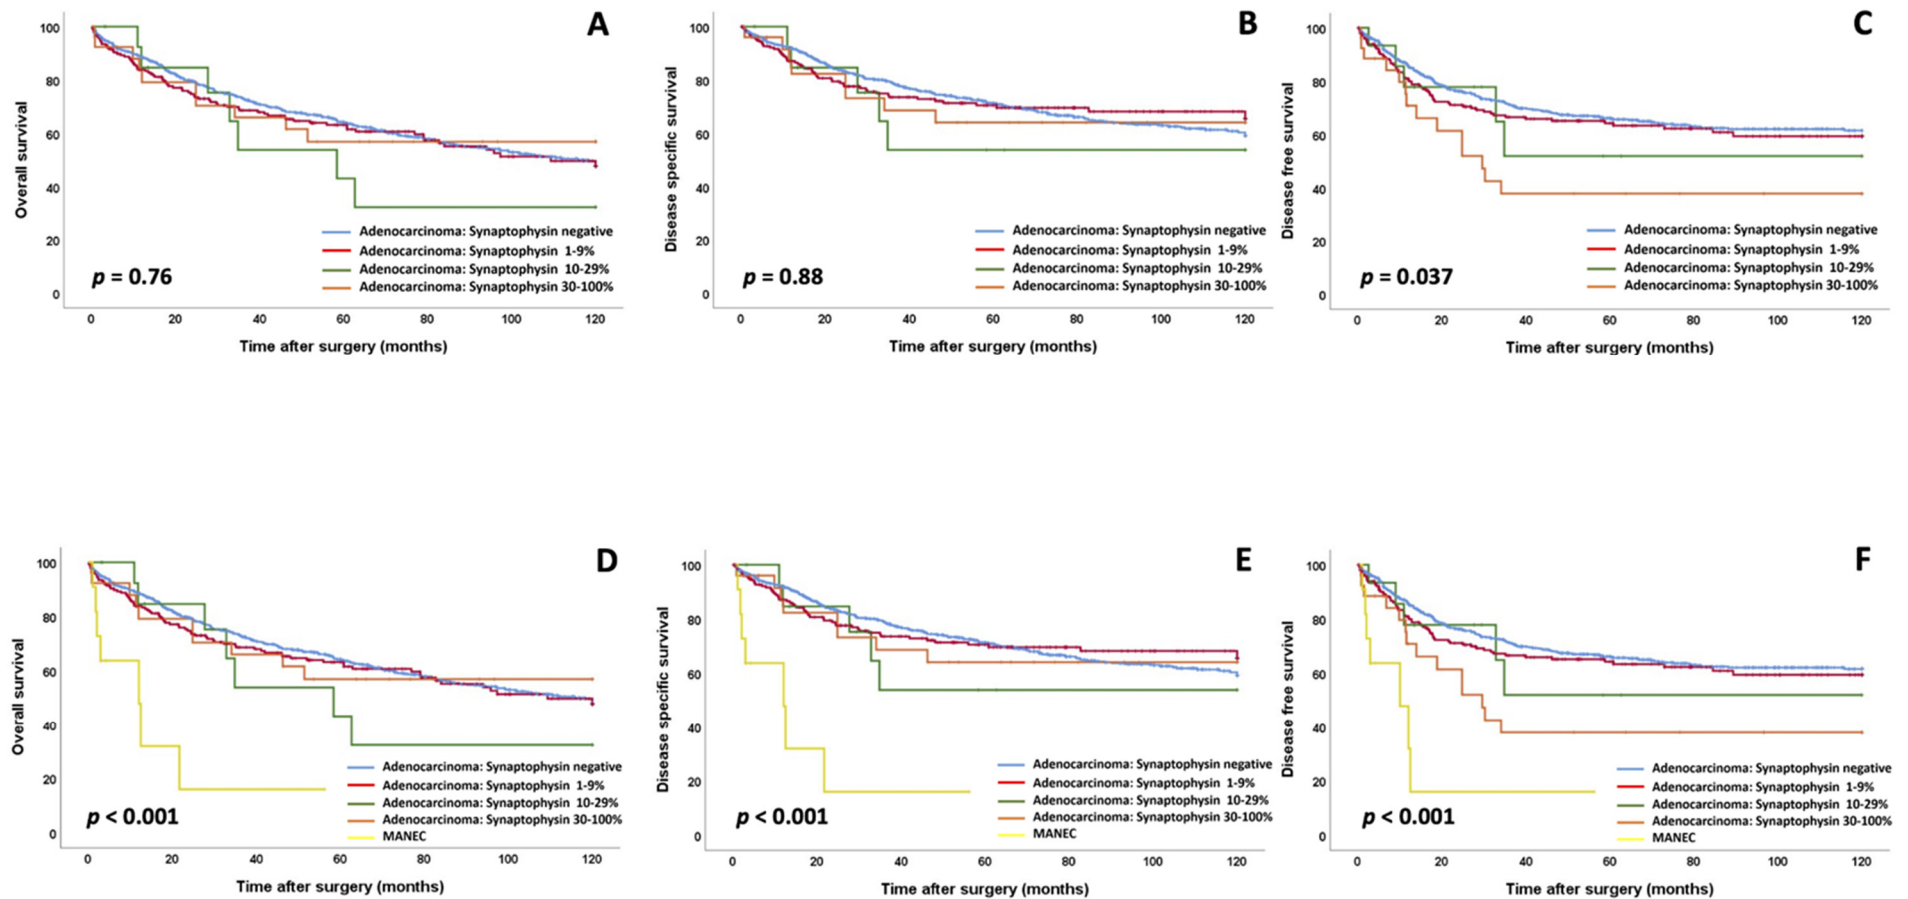 A
Overall survival
100
80
60
40
20
0
Adenocarcinoma: Synaptophysin negative
Adenocarcinoma: Synaptophysin 1-9%
Adenocarcinoma: Synaptophysin 10-29%
Adenocarcinoma: Synaptophysin 30-100%
p = 0.76
0 20 40 60 80 100 120
Time after surgery (months)
B
Disease specific survival
100
80
60
40
20
0
Adenocarcinoma: Synaptophysin negative
Adenocarcinoma: Synaptophysin 1-9%
Adenocarcinoma: Synaptophysin 10-29%
Adenocarcinoma: Synaptophysin 30-100%
p = 0.88
0 20 40 60 80 100 120
Time after surgery (months)
C
Disease free survival
100
80
60
40
20
0
Adenocarcinoma: Synaptophysin negative
Adenocarcinoma: Synaptophysin 1-9%
Adenocarcinoma: Synaptophysin 10-29%
Adenocarcinoma: Synaptophysin 30-100%
p = 0.037
0 20 40 60 80 100 120
Time after surgery (months)
D
Overall survival
100
80
60
40
20
0
Adenocarcinoma: Synaptophysin negative
Adenocarcinoma: Synaptophysin 1-9%
Adenocarcinoma: Synaptophysin 10-29%
Adenocarcinoma: Synaptophysin 30-100%
MANEC
p < 0.001
0 20 40 60 80 100 120
Time after surgery (months)
E
Disease specific survival
100
80
60
40
20
0
Adenocarcinoma: Synaptophysin negative
Adenocarcinoma: Synaptophysin 1-9%
Adenocarcinoma: Synaptophysin 10-29%
Adenocarcinoma: Synaptophysin 30-100%
MANEC
p < 0.001
0 20 40 60 80 100 120
Time after surgery (months)
F
Disease free survival
100
80
60
40
20
0
Adenocarcinoma: Synaptophysin negative
Adenocarcinoma: Synaptophysin 1-9%
Adenocarcinoma: Synaptophysin 10-29%
Adenocarcinoma: Synaptophysin 30-100%
MANEC
p < 0.001
0 20 40 60 80 100 120
Time after surgery (months)